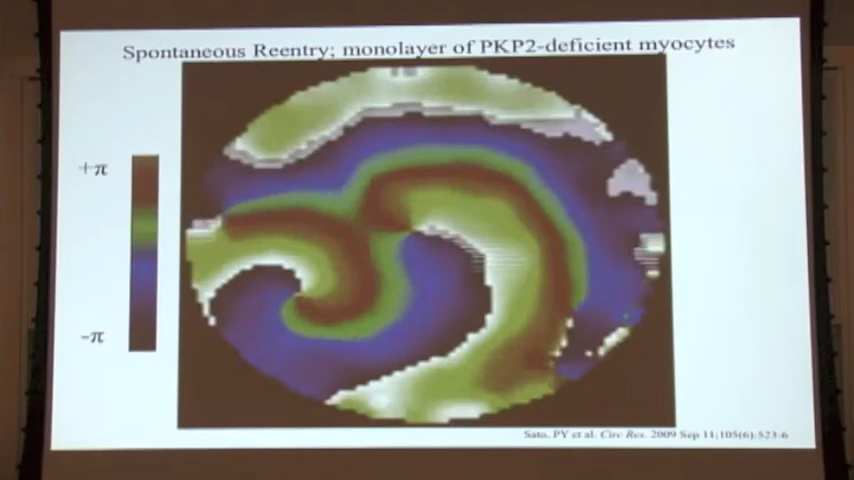 Spontaneous Reentry; monolayer of PKP2-deficient myocytes
+π
-π
Sato, PY et al. Circ Res. 2009 Sep 11;105(6):523-6